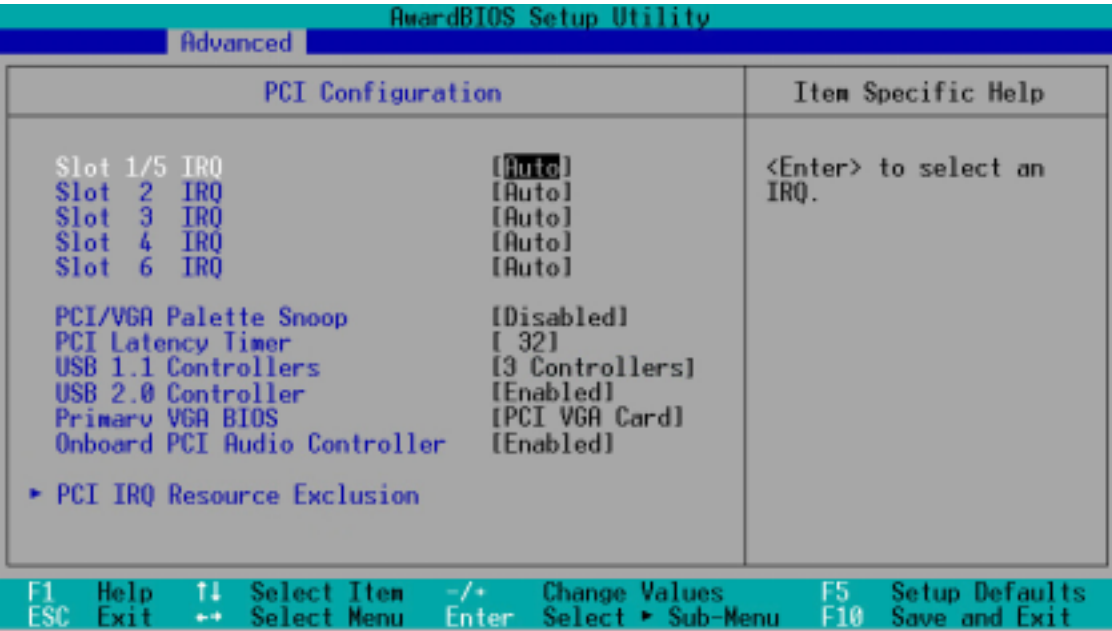 AwardBIOS Setup Utility
Advanced
PCI Configuration
Item Specific Help
Slot 1/5 IRQ [Auto]
Slot 2 IRQ [Auto]
Slot 3 IRQ [Auto]
Slot 4 IRQ [Auto]
Slot 6 IRQ [Auto]
PCI/VGA Palette Snoop [Disabled]
PCI Latency Timer [ 32]
USB 1.1 Controllers [3 Controllers]
USB 2.0 Controller [Enabled]
Primary VGA BIOS [PCI VGA Card]
Onboard PCI Audio Controller [Enabled]
► PCI IRQ Resource Exclusion
<Enter> to select an
IRQ.
F1 Help ↑↓ Select Item -/+ Change Values F5 Setup Defaults
ESC Exit ←→ Select Menu Enter Select ► Sub-Menu F10 Save and Exit